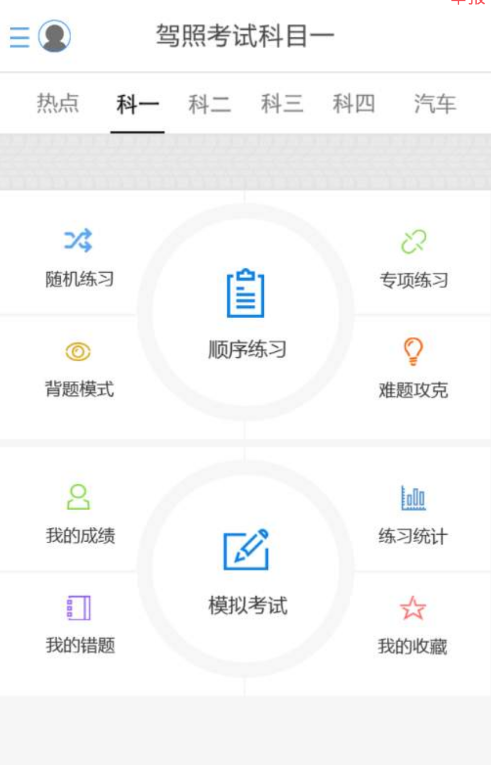 驾照考试科目一
热点 科一 科二 科三 科四 汽车
随机练习
专项练习
顺序练习
背题模式
难题攻克
我的成绩
练习统计
模拟考试
我的错题
我的收藏